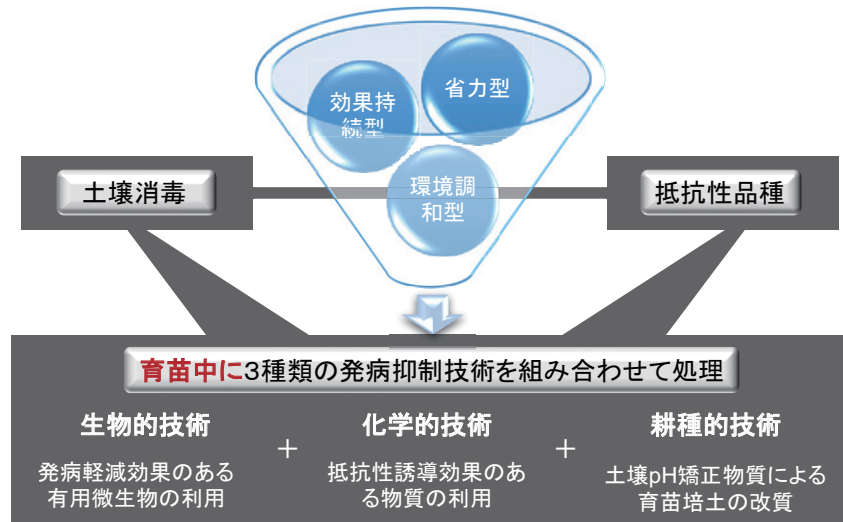 省力型
効果持
続型
環境調
和型
土壌消毒
抵抗性品種
育苗中に3種類の発病抑制技術を組み合わせて処理
生物的技術
+
化学的技術
+
耕種的技術
発病軽減効果のある
有用微生物の利用
抵抗性誘導効果のあ
る物質の利用
土壌pH矯正物質による
育苗培土の改質